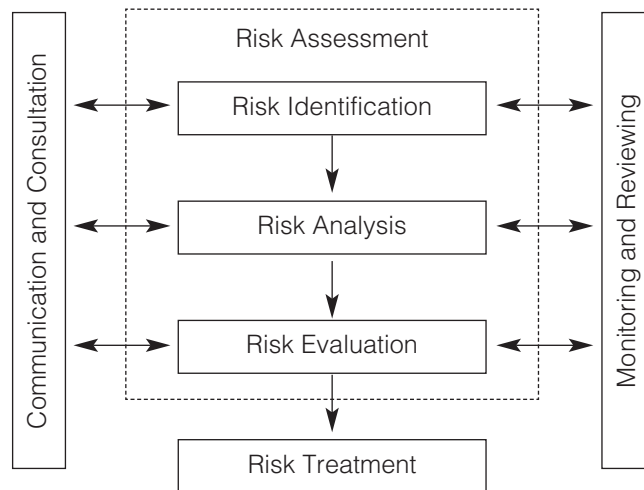 Communication and Consultation
Risk Assessment
Risk Identification
Risk Analysis
Risk Evaluation
Risk Treatment
Monitoring and Reviewing